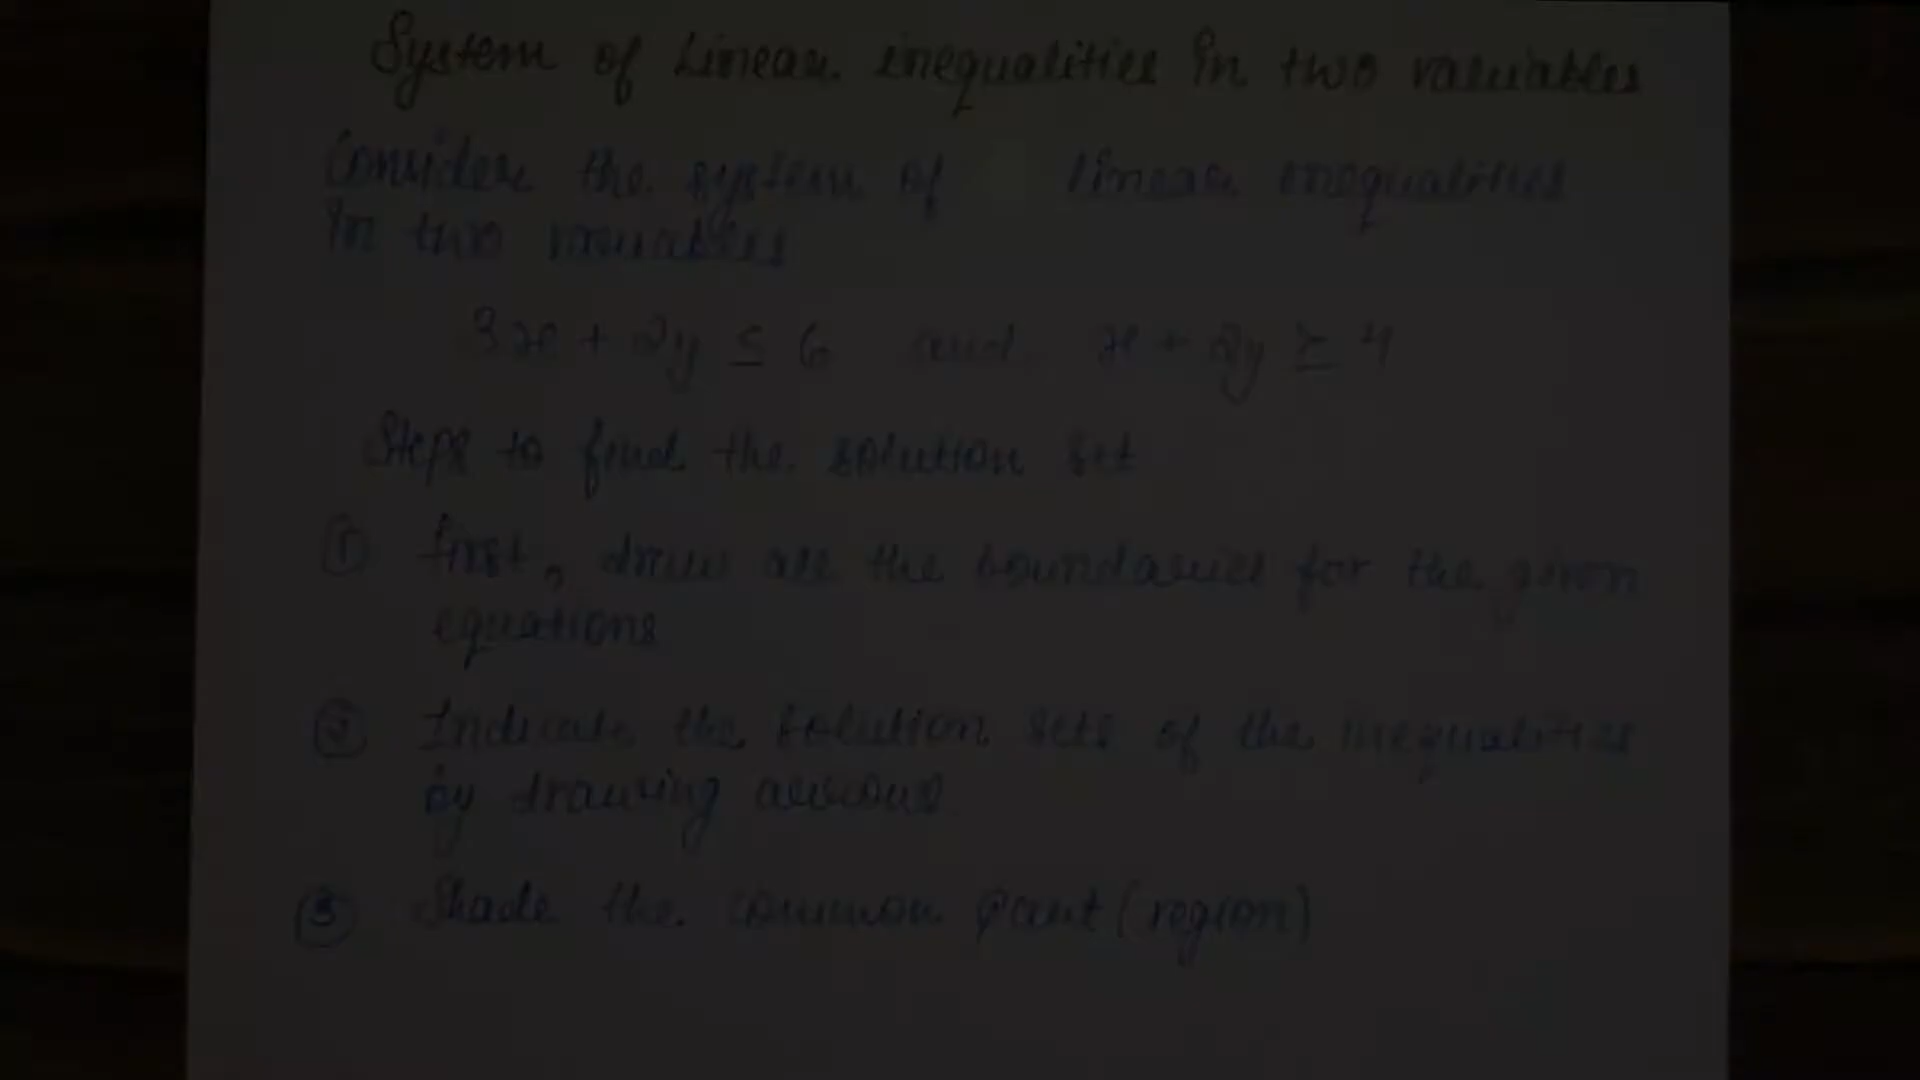 System of Linear inequalities in two variables
Consider the system of linear inequalities
in two variables
3x + 2y ≤ 6 and x + 2y ≥ 4
Steps to find the solution set
① first, draw all the boundaries for the given
equations
② Indicate the solution sets of the inequalities
by drawing arrows
③ Shade the common part (region)